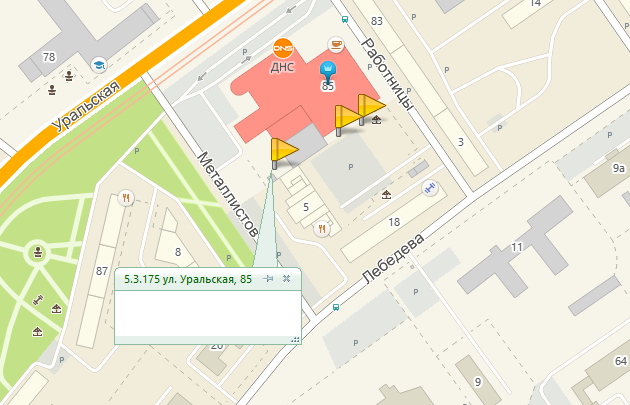 14
83
Работницы
78
DNS
ДНС
85
Уральская
3
9а
Металлистов
5
18
Лебедева
11
8
87
5.3.175 ул. Уральская, 85
20
9
64
P
P
P
P
P
P
P
P